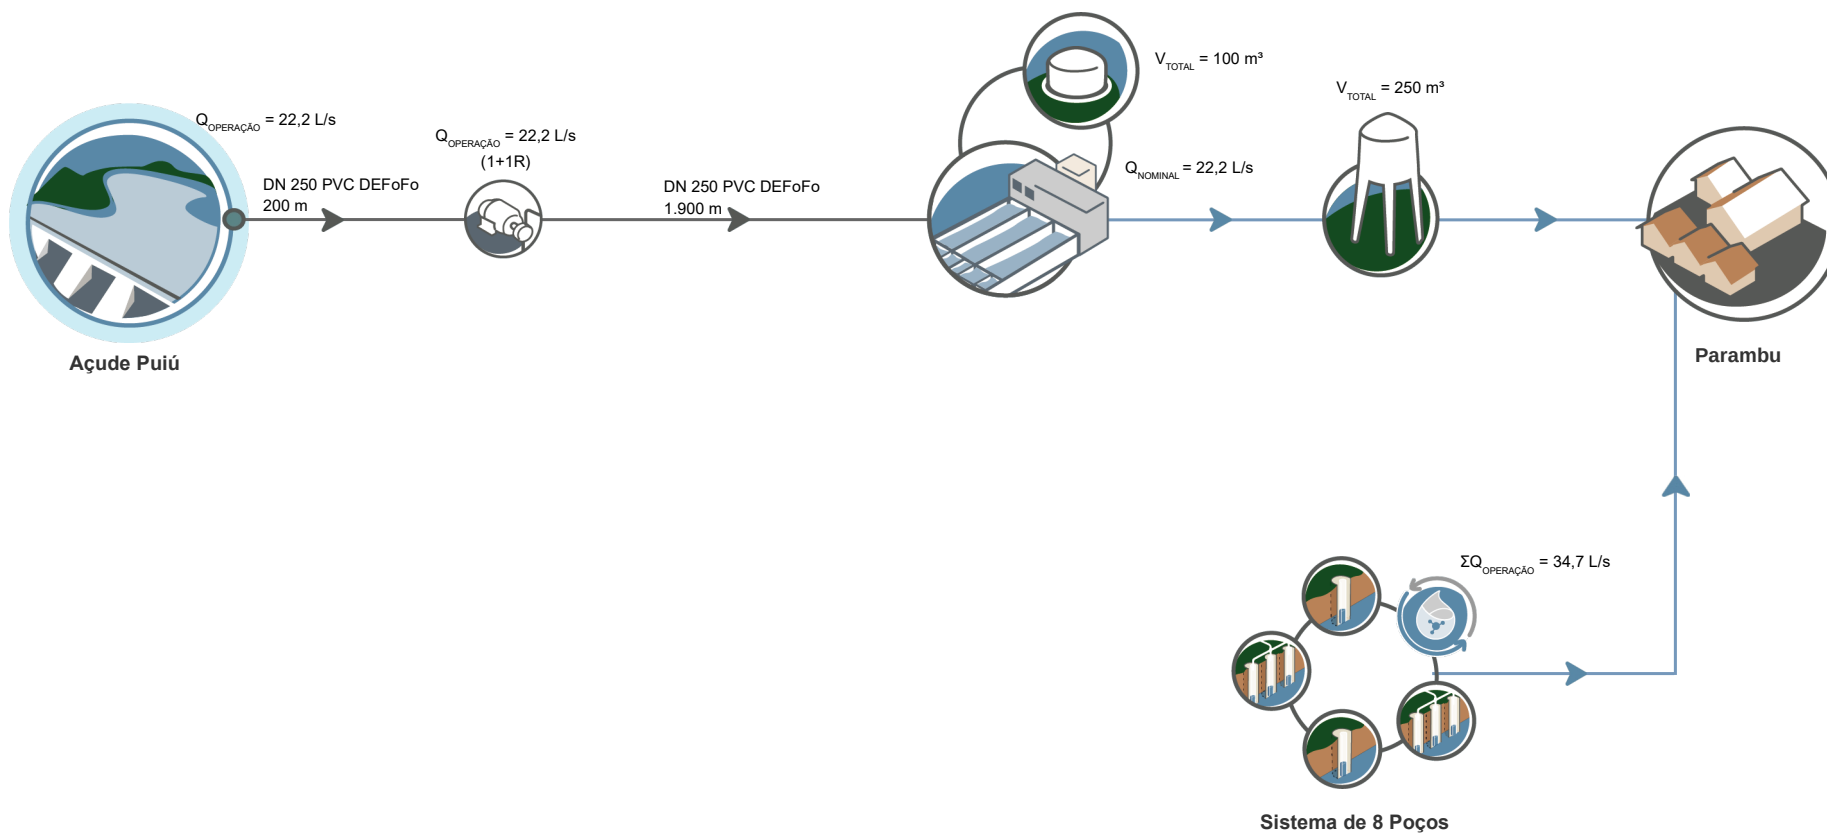 V_TOTAL = 100 m³
V_TOTAL = 250 m³
Q_OPERAÇÃO = 22,2 L/s
Q_OPERAÇÃO = 22,2 L/s
(1+1R)
Q_NOMINAL = 22,2 L/s
DN 250 PVC DEFoFo
200 m
DN 250 PVC DEFoFo
1.900 m
Açude Puiú
Parambu
ΣQ_OPERAÇÃO = 34,7 L/s
Sistema de 8 Poços